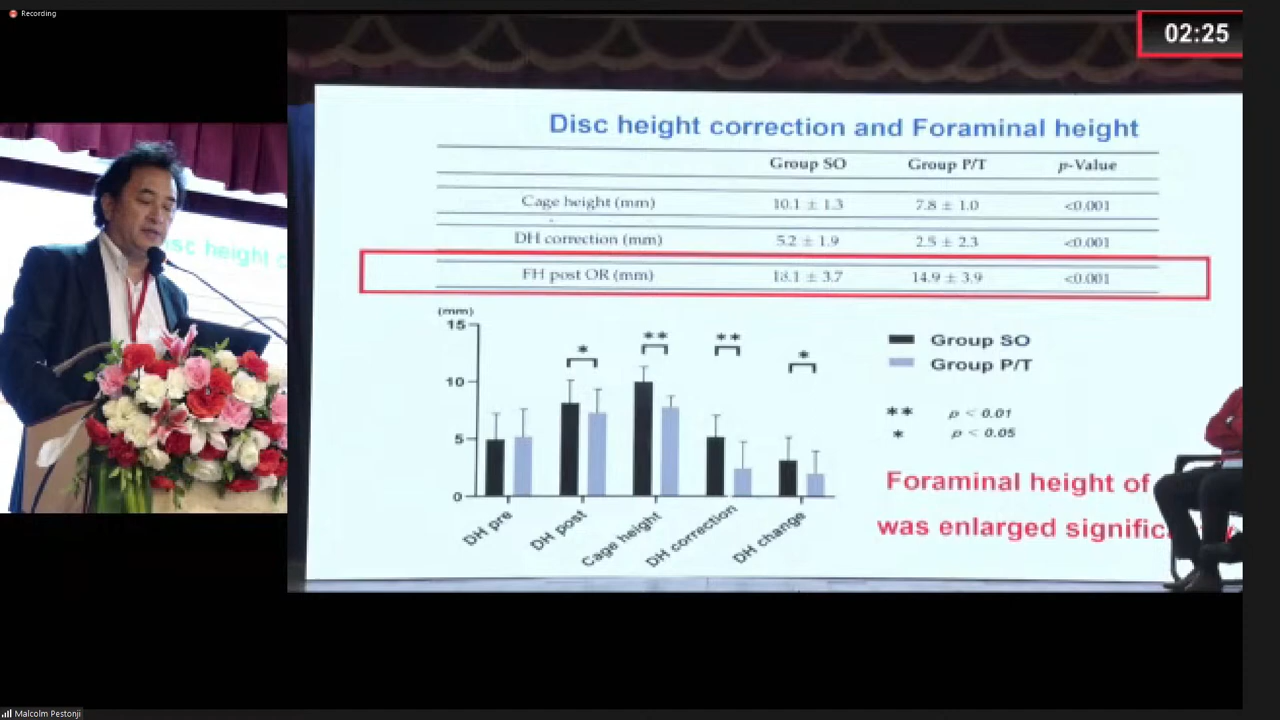 Recording
02:25
Disc height correction and Foraminal height
Group SO Group P/T p-Value
Cage height (mm) 10.1 ± 1.3 7.8 ± 1.0 <0.001
DH correction (mm) 5.2 ± 1.9 2.5 ± 2.3 <0.001
FH post OR (mm) 18.1 ± 3.7 14.9 ± 3.9 <0.001
(mm)
15
10
5
0
* ** ** *
DH pre
DH post
Cage height
DH correction
DH change
Group SO
Group P/T
** p < 0.01
* p < 0.05
Foraminal height of
was enlarged signific
Malcolm Pestonji